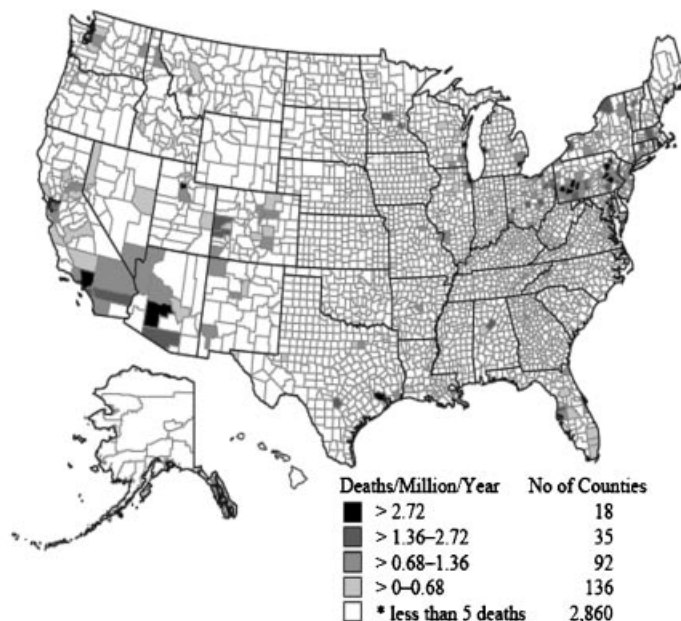 Deaths/Million/Year No of Counties
> 2.72 18
> 1.36–2.72 35
> 0.68–1.36 92
> 0–0.68 136
* less than 5 deaths 2,860